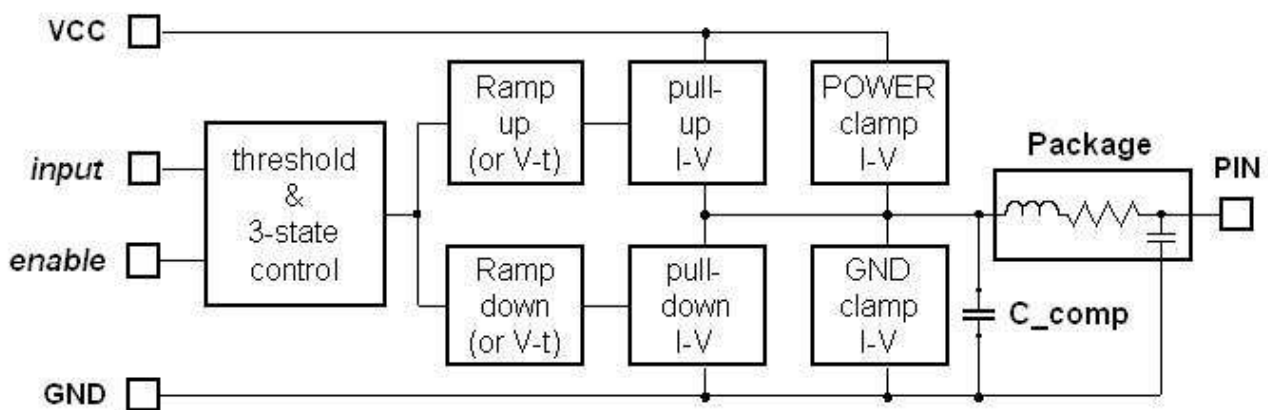 VCC
input
enable
GND
threshold
&
3-state
control
Ramp
up
(or V-t)
Ramp
down
(or V-t)
pull-
up
I-V
pull-
down
I-V
POWER
clamp
I-V
GND
clamp
I-V
C_comp
Package
PIN